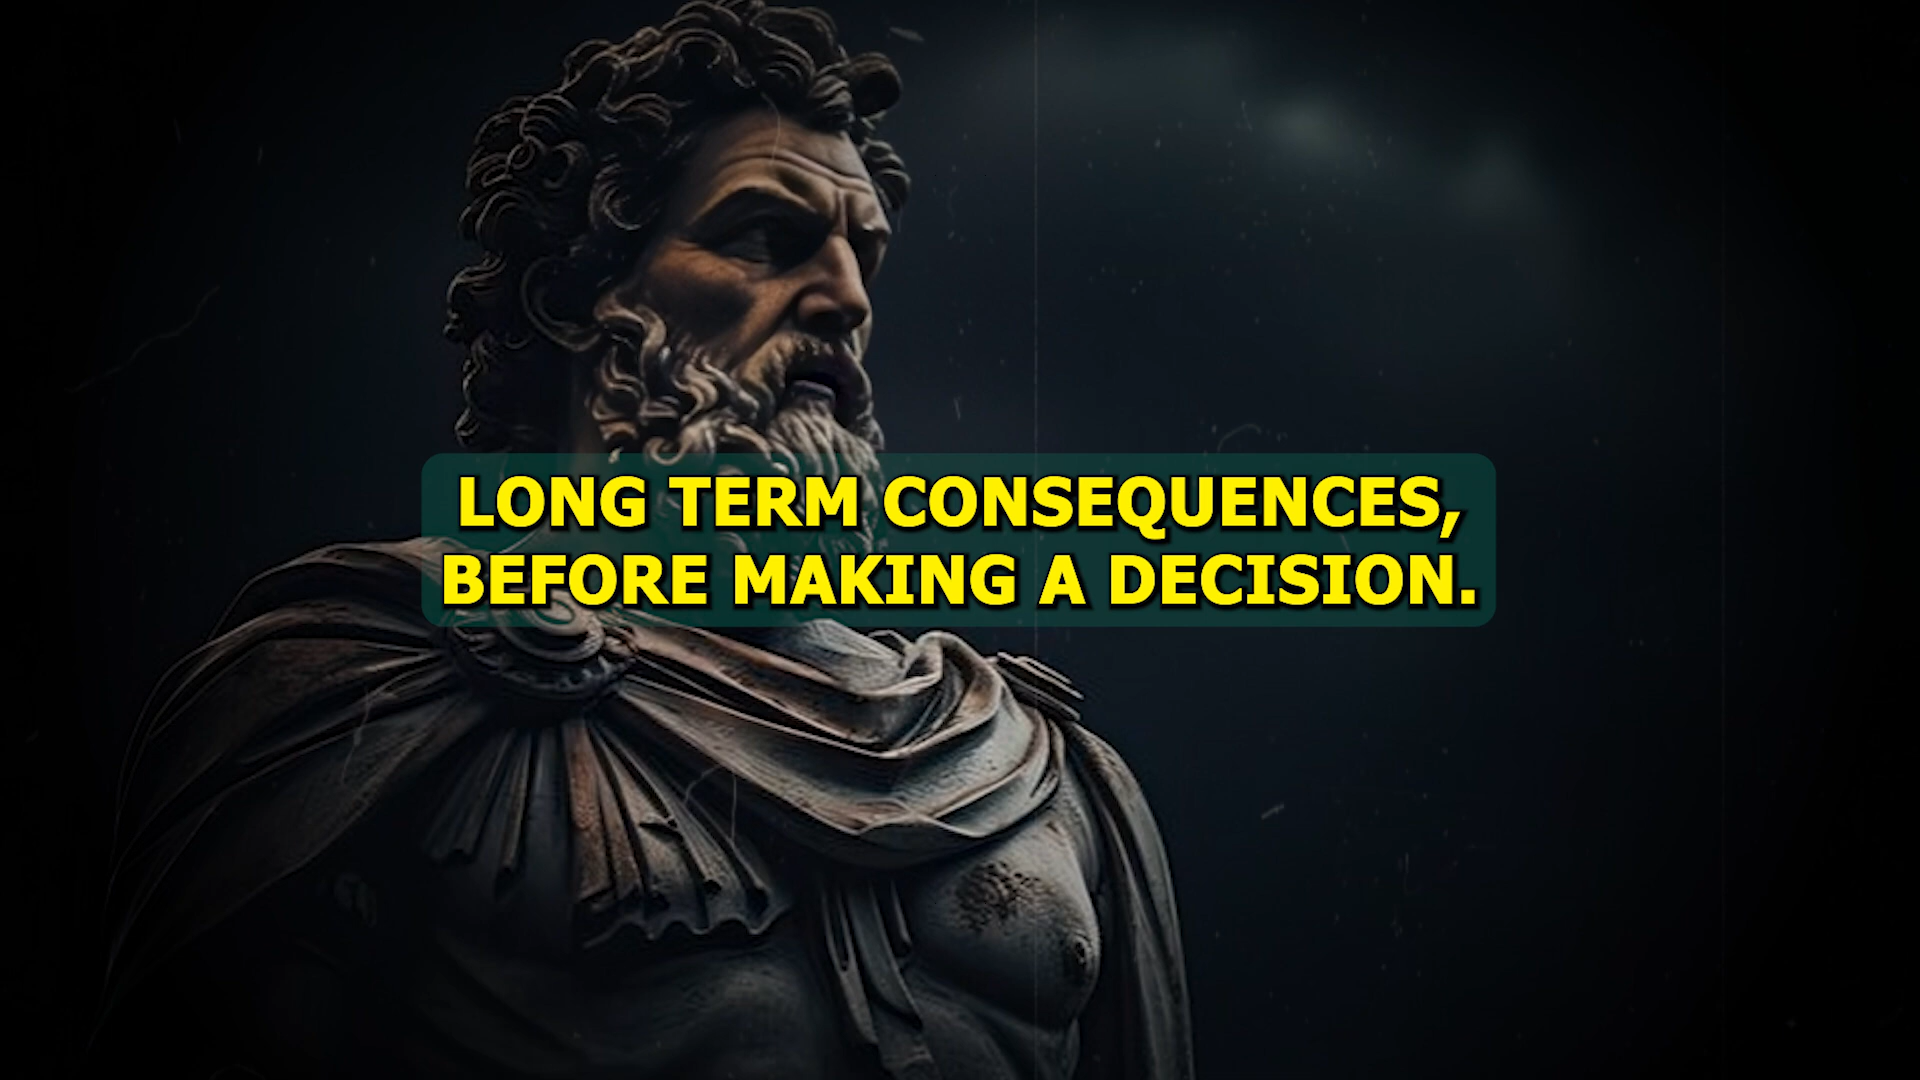 LONG TERM CONSEQUENCES,
BEFORE MAKING A DECISION.